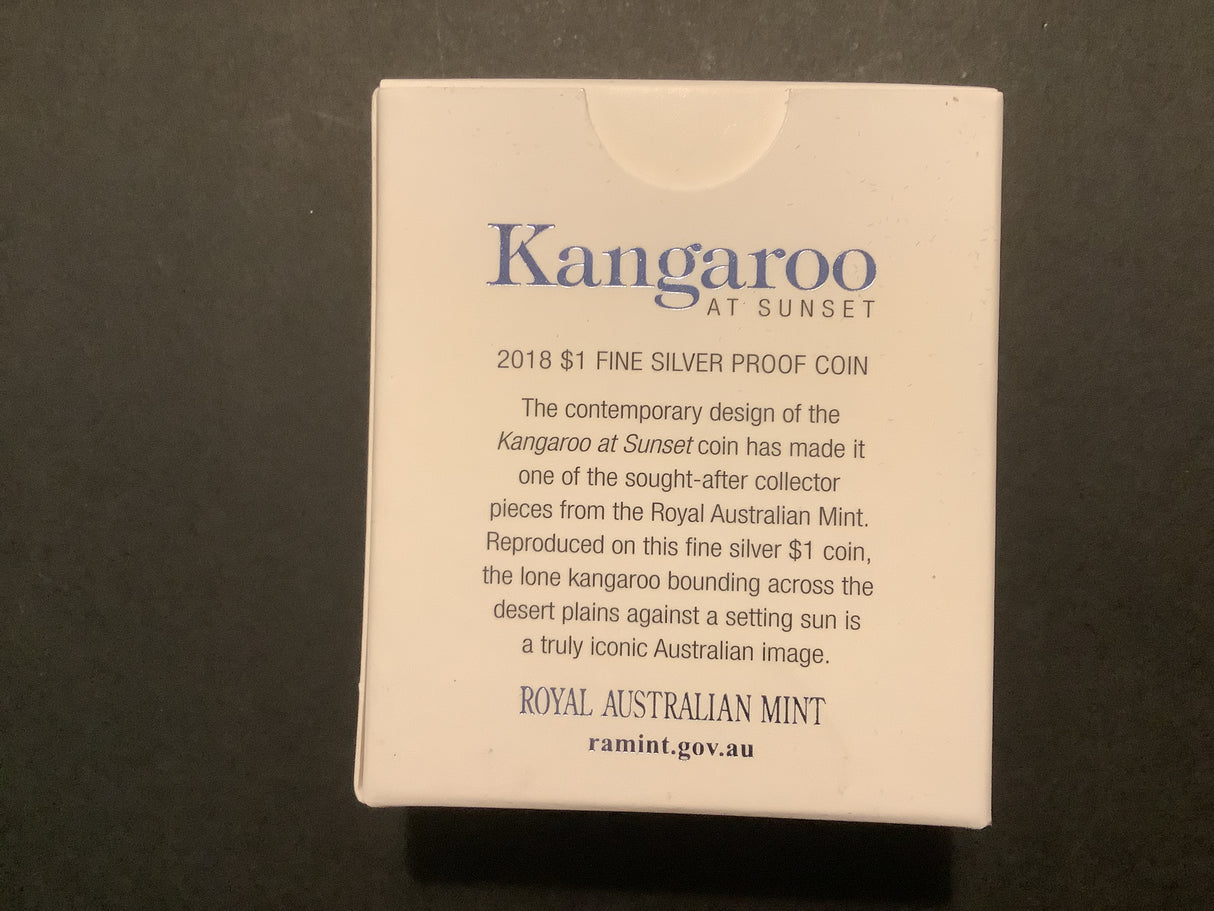 Kangaroo
AT SUNSET
2018 $1 FINE SILVER PROOF COIN
The contemporary design of the
Kangaroo at Sunset coin has made it
one of the sought-after collector
pieces from the Royal Australian Mint.
Reproduced on this fine silver $1 coin,
the lone kangaroo bounding across the
desert plains against a setting sun is
a truly iconic Australian image.
ROYAL AUSTRALIAN MINT
ramint.gov.au